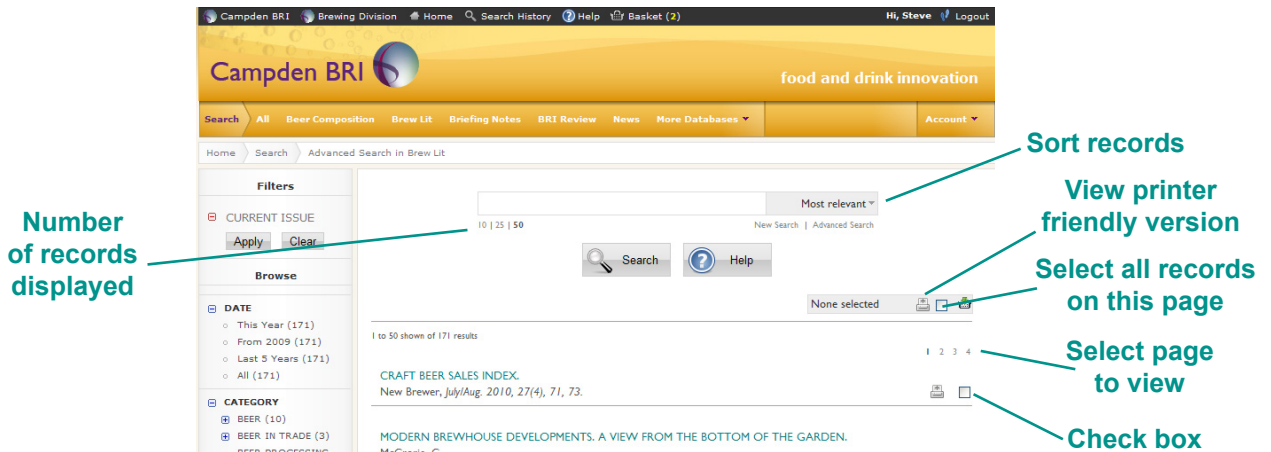 Campden BRI Brewing Division Home Search History Help Basket (2) Hi, Steve Logout
Campden BRI
food and drink innovation
Search All Beer Composition Brew Lit Briefing Notes BRI Review News More Databases Account
Home Search Advanced Search in Brew Lit
Sort records
Filters
CURRENT ISSUE
Apply Clear
Browse
DATE
This Year (171)
From 2009 (171)
Last 5 Years (171)
All (171)
CATEGORY
BEER (10)
BEER IN TRADE (3)
BEER PROCESSING
Number
of records
displayed
Most relevant
10 | 25 | 50
New Search | Advanced Search
Search Help
None selected
1 to 50 shown of 171 results
1 2 3 4
CRAFT BEER SALES INDEX.
New Brewer, July/Aug. 2010, 27(4), 71, 73.
MODERN BREWHOUSE DEVELOPMENTS. A VIEW FROM THE BOTTOM OF THE GARDEN.
View printer
friendly version
Select all records
on this page
Select page
to view
Check box